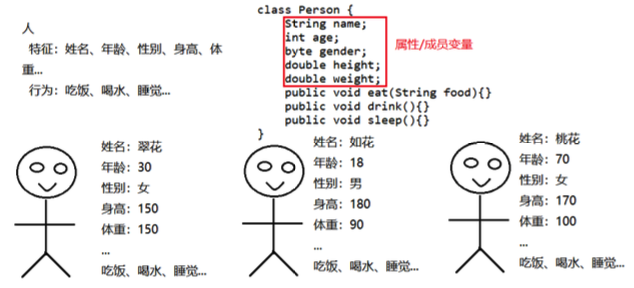 人
特征：姓名、年龄、性别、身高、体
重...
行为：吃饭、喝水、睡觉...
class Person {
String name;
int age;
byte gender;
double height;
double weight;
属性/成员变量
public void eat(String food){}
public void drink(){}
public void sleep(){}
}
姓名：翠花
年龄：30
性别：女
身高：150
体重：150
...
吃饭、喝水、睡觉...
姓名：如花
年龄：18
性别：男
身高：180
体重：90
...
吃饭、喝水、睡觉...
姓名：桃花
年龄：70
性别：女
身高：170
体重：100
...
吃饭、喝水、睡觉...